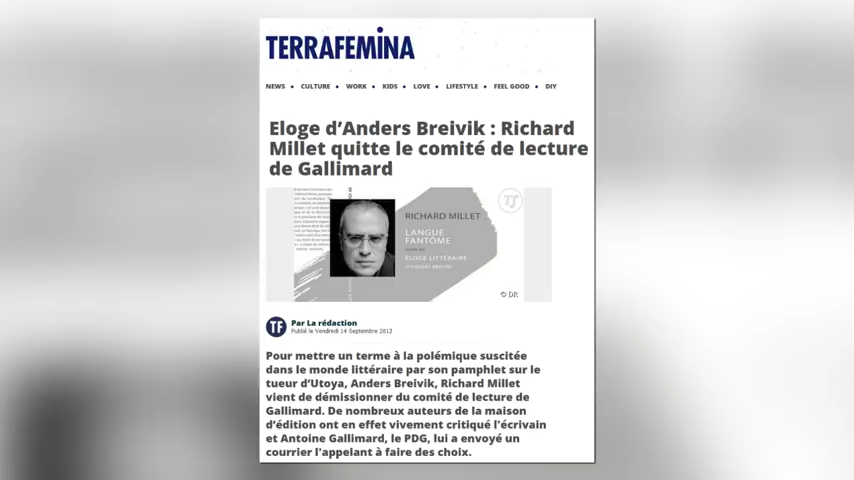 TERRAFEMINA
NEWS • CULTURE • WORK • KIDS • LOVE • LIFESTYLE • FEEL GOOD • DIY
Eloge d'Anders Breivik : Richard
Millet quitte le comité de lecture
de Gallimard
RICHARD MILLET
LANGUE
FANTÔME
ÉLOGE LITTÉRAIRE
D'ANDERS BREIVIK
© DR
TF
Par La rédaction
Publié le Vendredi 14 Septembre 2012
Pour mettre un terme à la polémique suscitée
dans le monde littéraire par son pamphlet sur le
tueur d'Utoya, Anders Breivik, Richard Millet
vient de démissionner du comité de lecture de
Gallimard. De nombreux auteurs de la maison
d'édition ont en effet vivement critiqué l'écrivain
et Antoine Gallimard, le PDG, lui a envoyé un
courrier l'appelant à faire des choix.